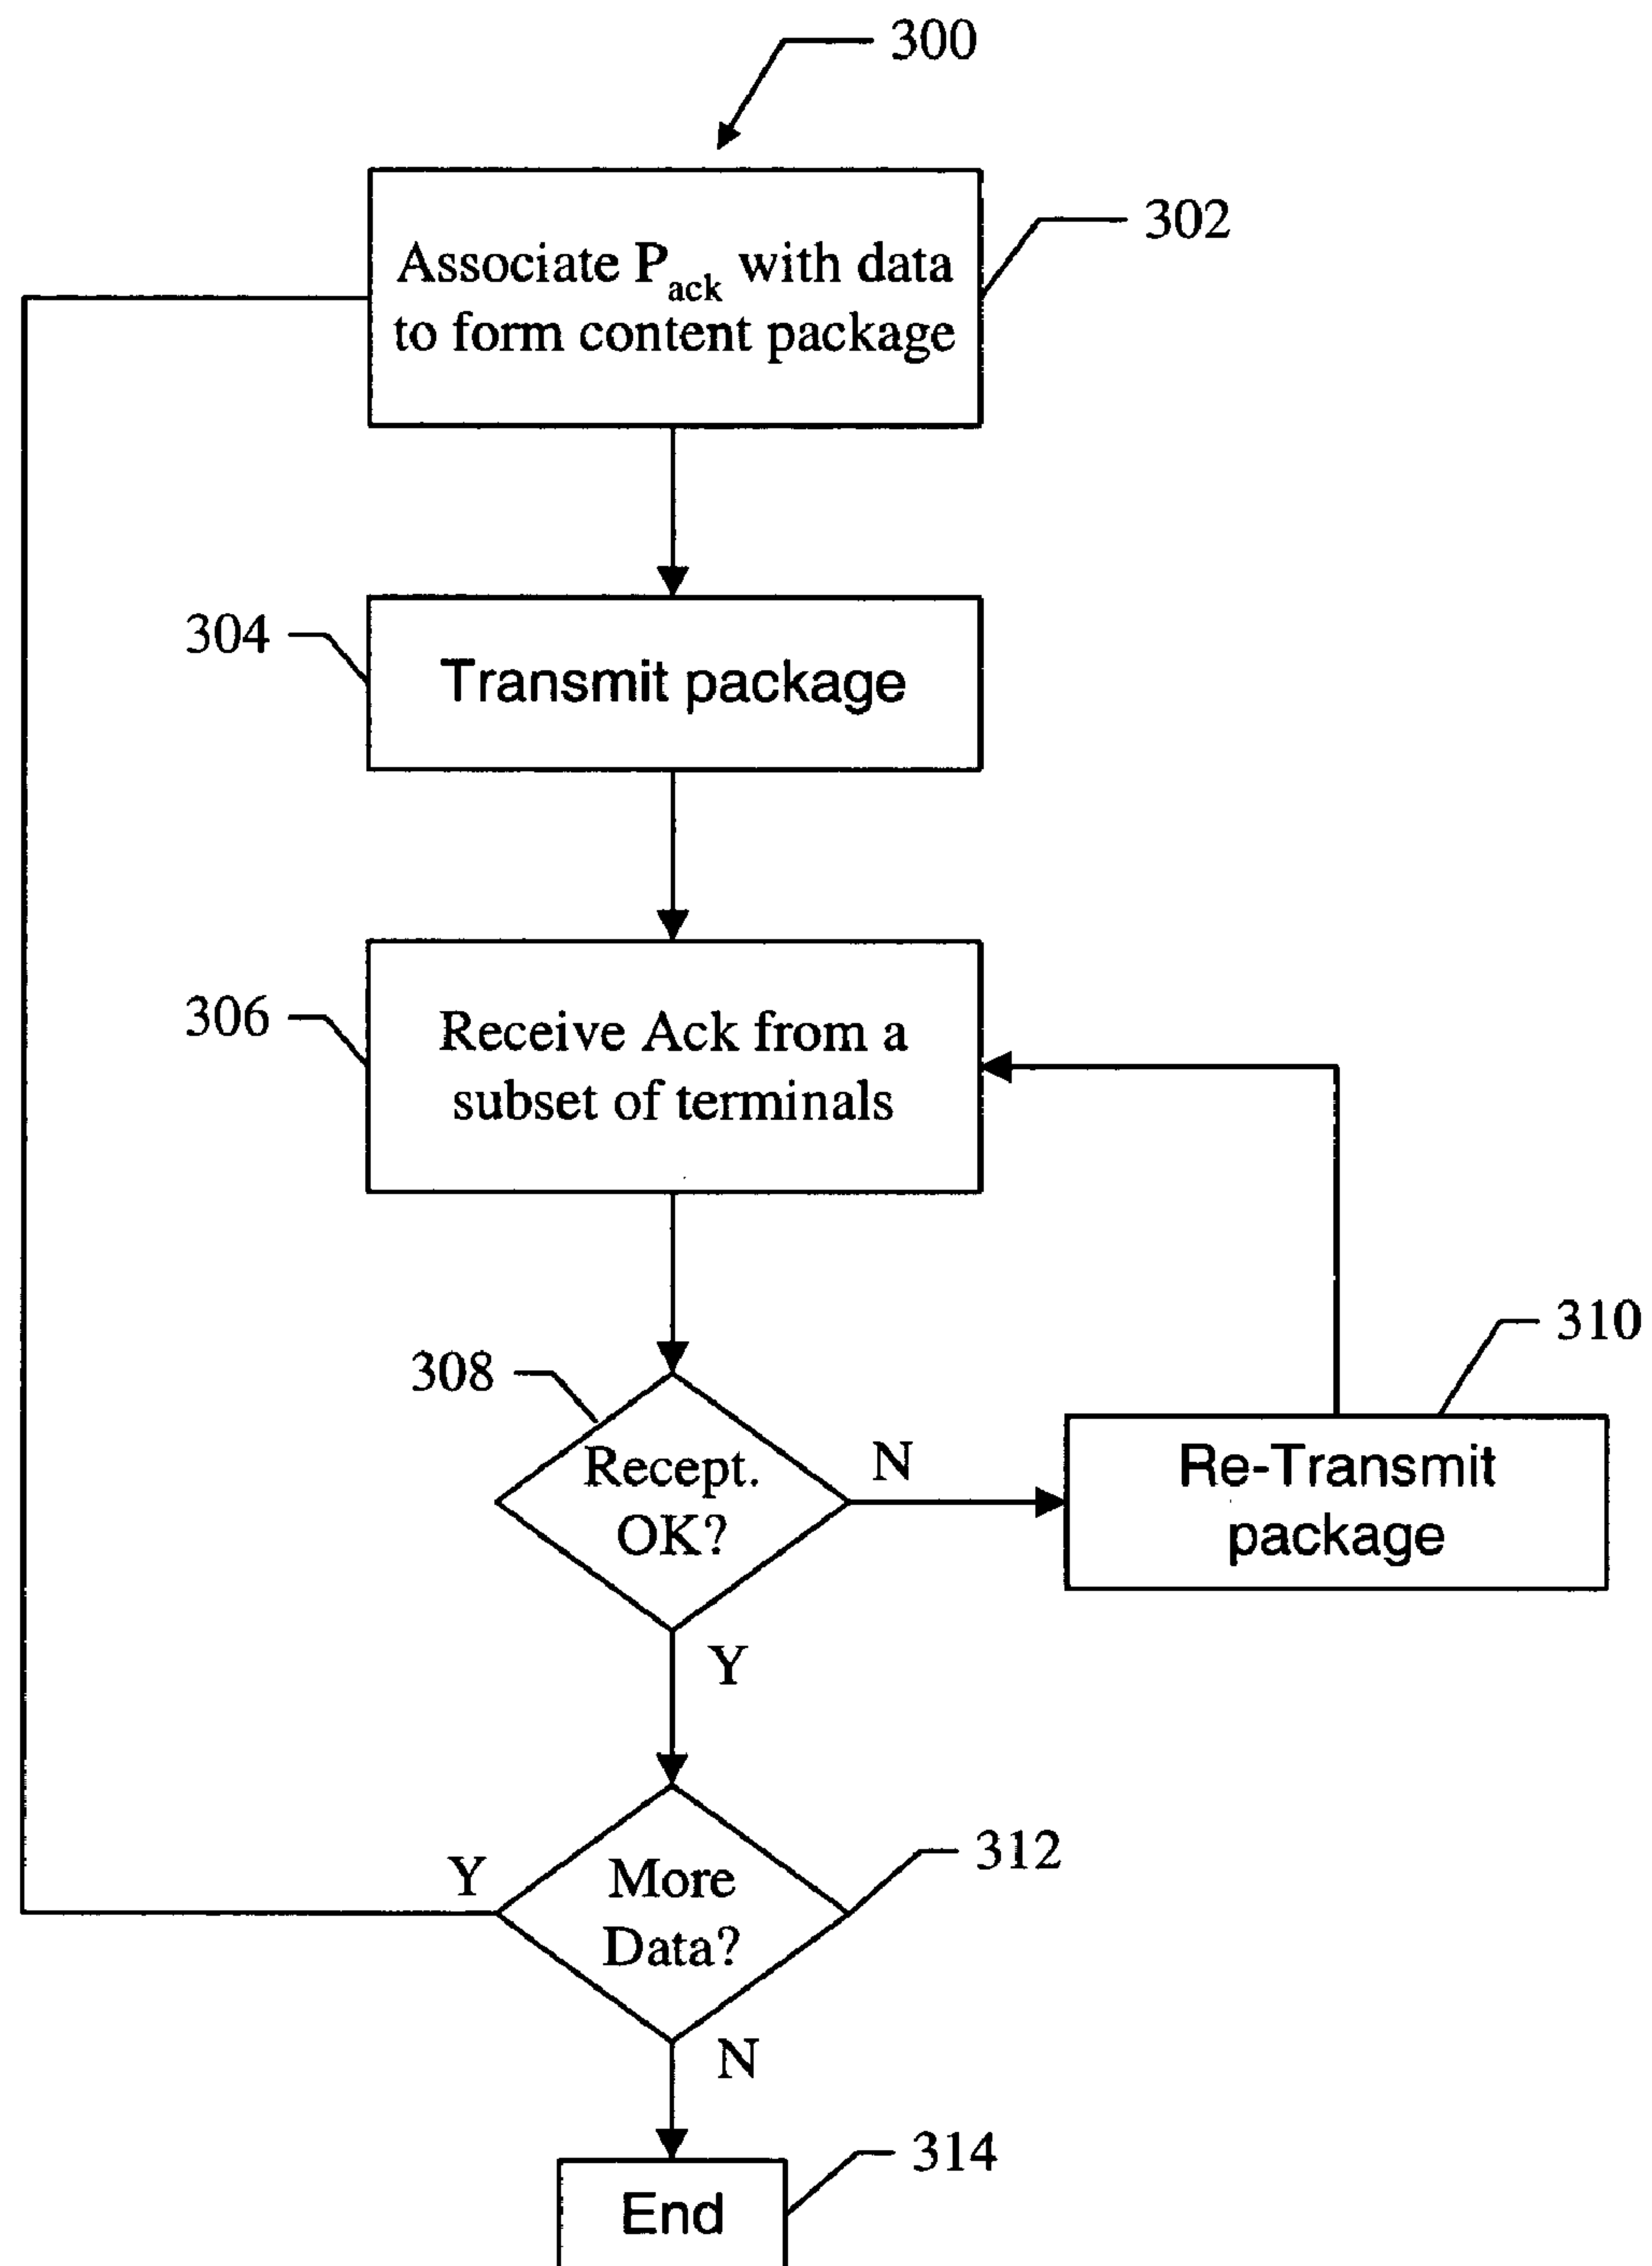 300
302
Associate Pack with data
to form content package
304
Transmit package
306
Receive Ack from a
subset of terminals
310
308
Recept.
OK?
N
Re-Transmit
package
Y
312
Y
More
Data?
N
314
End